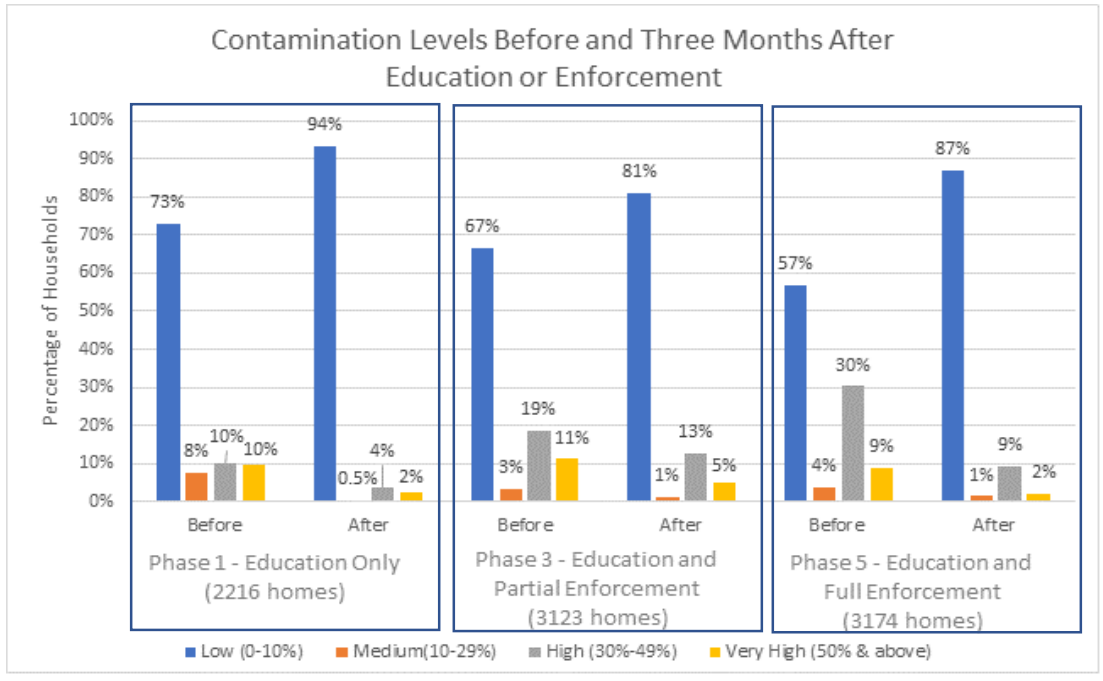 Contamination Levels Before and Three Months After
Education or Enforcement
Percentage of Households
100%
90%
80%
70%
60%
50%
40%
30%
20%
10%
0%
73%
8%
10%
10%
94%
0.5%
4%
2%
67%
3%
19%
11%
81%
1%
13%
5%
57%
4%
30%
9%
87%
1%
9%
2%
Before
After
Before
After
Before
After
Phase 1 - Education Only
(2216 homes)
Phase 3 - Education and
Partial Enforcement
(3123 homes)
Phase 5 - Education and
Full Enforcement
(3174 homes)
Low (0-10%)
Medium(10-29%)
High (30%-49%)
Very High (50% & above)